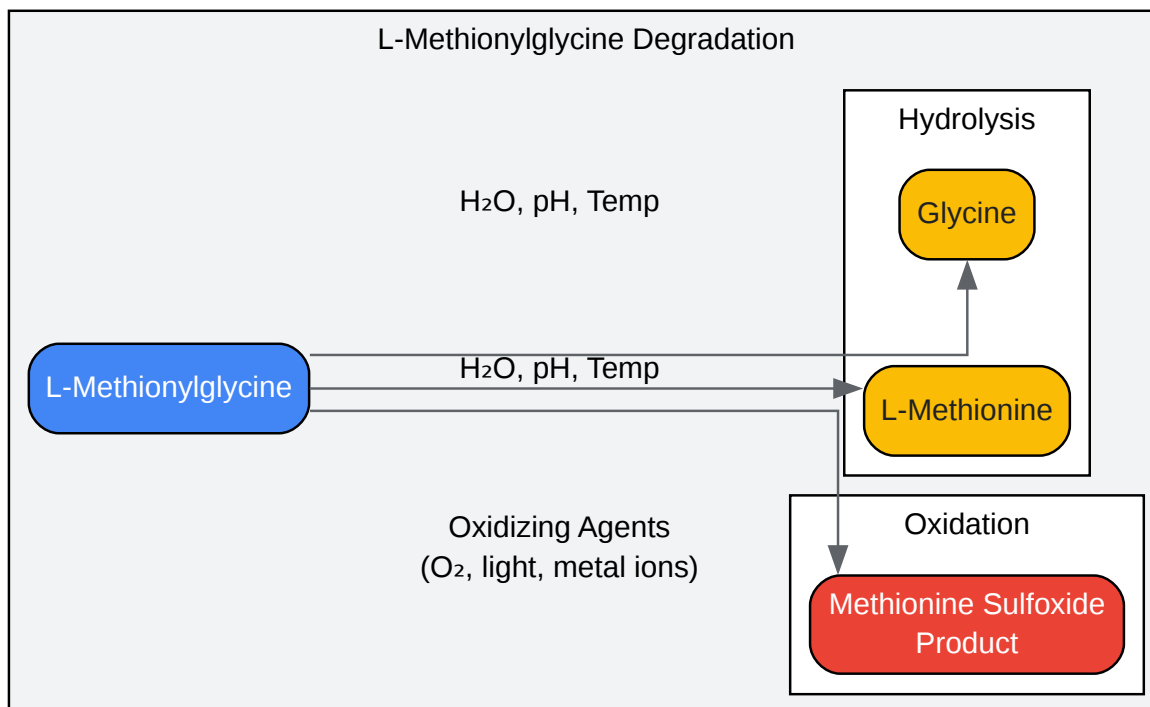 L-Methionylglycine Degradation
Hydrolysis
H₂O, pH, Temp
Glycine
H₂O, pH, Temp
L-Methionylglycine
L-Methionine
Oxidizing Agents
(O₂, light, metal ions)
Oxidation
Methionine Sulfoxide
Product